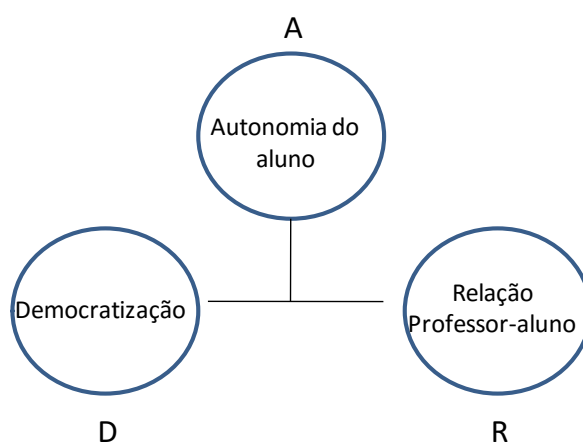 A
Autonomia do
aluno
Democratização
Relação
Professor-aluno
D
R